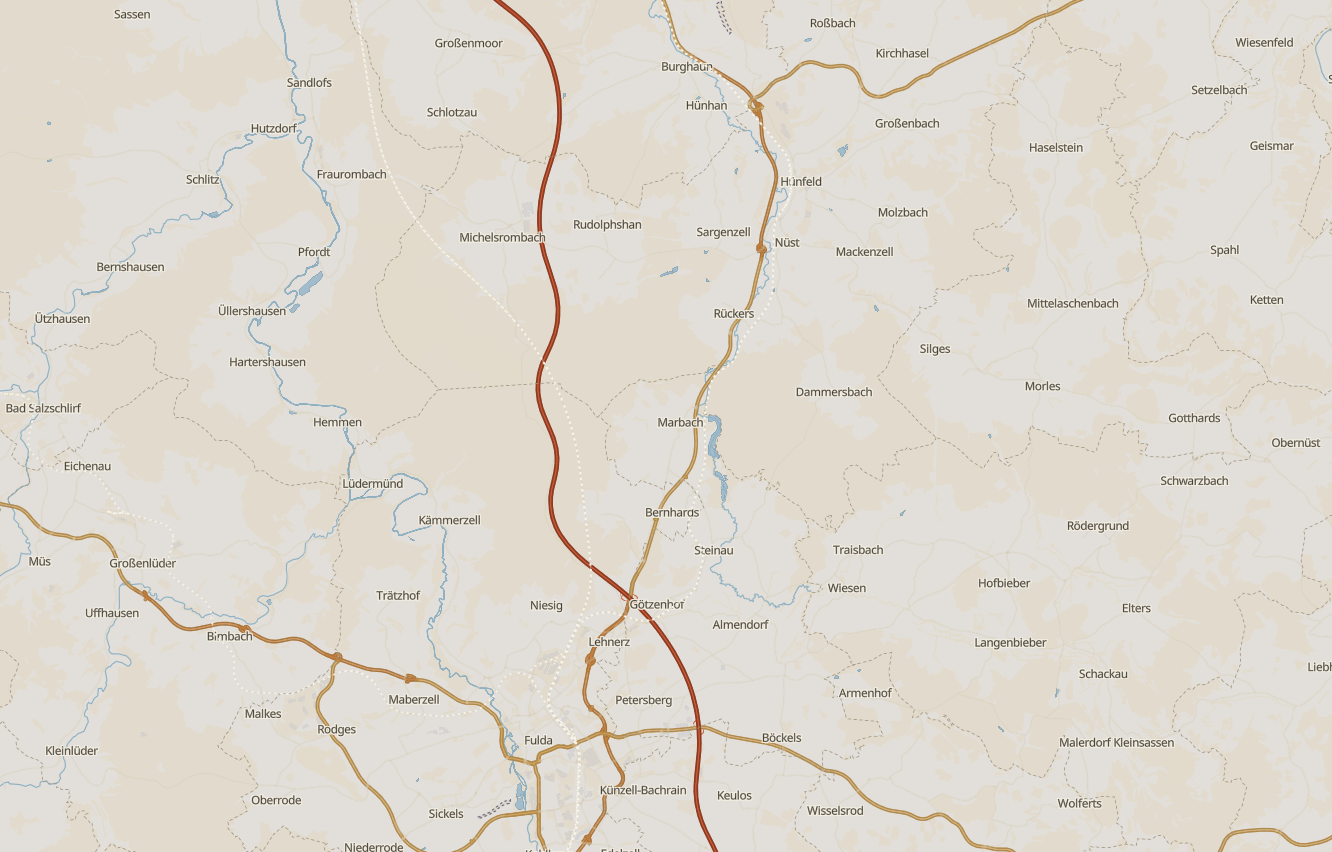 Sassen
Roßbach
Großenmoor
Wiesenfeld
Kirchhasel
Burghaun
Sandlofs
Setzelbach
Hünhan
Schlotzau
Großenbach
Hutzdorf
Geismar
Haselstein
Fraurombach
Schlitz
Hünfeld
Molzbach
Rudolphshan
Sargenzell
Michelsrombach
Nüst
Pfordt
Mackenzell
Spahl
Bernshausen
Ketten
Mittelaschenbach
Üllershausen
Rückers
Ützhausen
Silges
Hartershausen
Morles
Dammersbach
Bad Salzschlirf
Gotthards
Hemmen
Marbach
Obernüst
Eichenau
Schwarzbach
Lüdermünd
Bernhards
Kämmerzell
Rödergrund
Steinau
Traisbach
Müs
Großenlüder
Hofbieber
Wiesen
Trätzhof
Niesig
Götzenhof
Elters
Uffhausen
Almendorf
Bimbach
Lehnerz
Langenbieber
Liebh
Schackau
Armenhof
Maberzell
Petersberg
Malkes
Rodges
Fulda
Böckels
Malerdorf Kleinsassen
Kleinlüder
Künzell-Bachrain
Keulos
Oberrode
Wolferts
Sickels
Wisselsrod
Niederrode